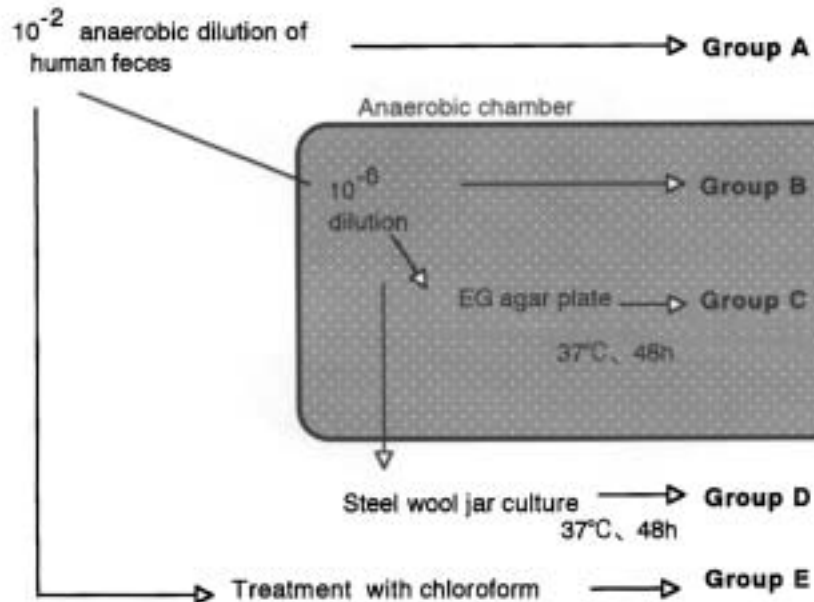 10⁻² anaerobic dilution of
human feces
Group A
Anaerobic chamber
10⁻⁶
dilution
Group B
EG agar plate
Group C
37℃、48h
Steel wool jar culture
Group D
37℃、48h
Treatment with chloroform
Group E